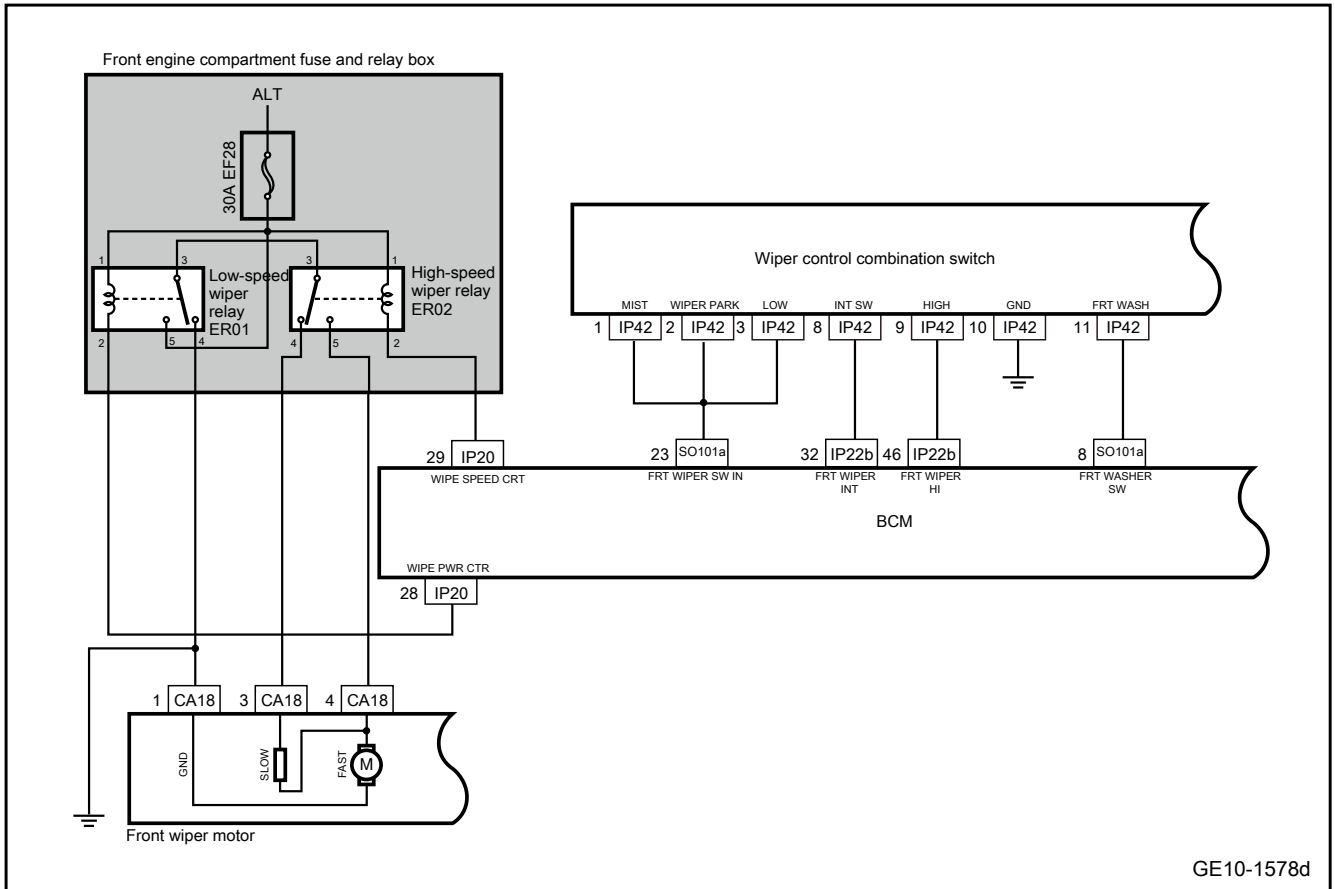 Front engine compartment fuse and relay box
ALT
30A EF28
1
3
3
1
Low-speed
wiper
relay
ER01
High-speed
wiper relay
ER02
2
5
4
4
5
2
Wiper control combination switch
MIST
WIPER PARK
LOW
INT SW
HIGH
GND
FRT WASH
1 IP42
2 IP42
3 IP42
8 IP42
9 IP42
10 IP42
11 IP42
29 IP20
WIPE SPEED CRT
23 SO101a
FRT WIPER SW IN
32 IP22b
FRT WIPER
INT
46 IP22b
FRT WIPER
HI
8 SO101a
FRT WASHER
SW
BCM
WIPE PWR CTR
28 IP20
1 CA18
3 CA18
4 CA18
GND
SLOW
FAST
M
Front wiper motor
GE10-1578d